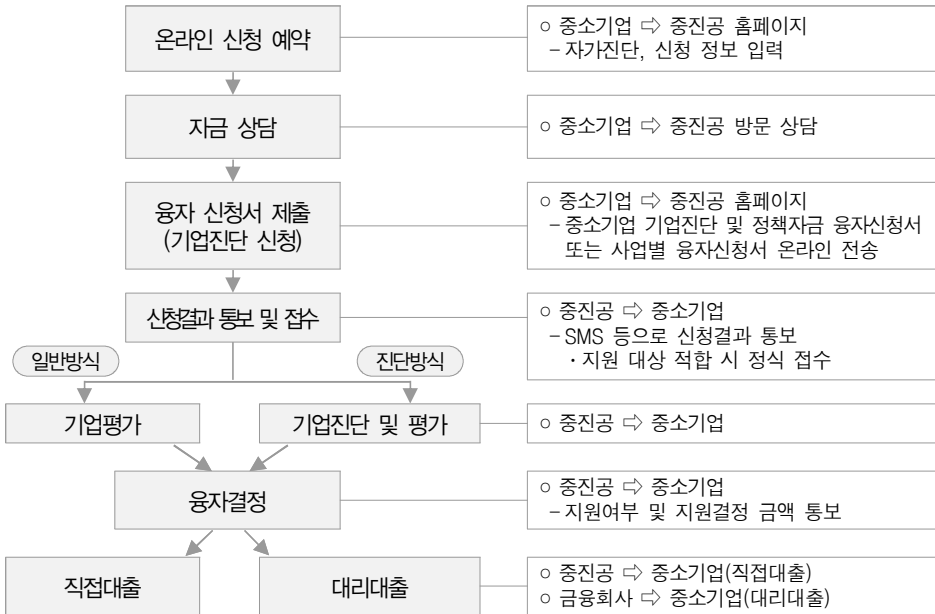 온라인 신청 예약
○ 중소기 업 ⇨ 중진공 홈페이지
– 자가진단, 신청 정보 입력
자금 상담
○ 중소기업 ⇨ 중진공 방문 상담
융자 신청서 제출
(기업진단 신청)
○ 중소기업 ⇨ 중진공 홈페이지
– 중소기업 기업진단 및 정책자금 융자신청서
또는 사업별 융자신청서 온라인 전송
신청결과 통보 및 접수
○ 중진공 ⇨ 중소기업
– SMS 등으로 신청결과 통보
· 지원 대상 적합 시 정식 접수
일반방식
진단방식
기업평가
기업진단 및 평가
○ 중진공 ⇨ 중소기업
융자결정
○ 중진공 ⇨ 중소기업
– 지원여부 및 지원결정 금액 통보
직접대출
대리대출
○ 중진공 ⇨ 중소기업(직접대출)
○ 금융회사 ⇨ 중소기업(대리대출)